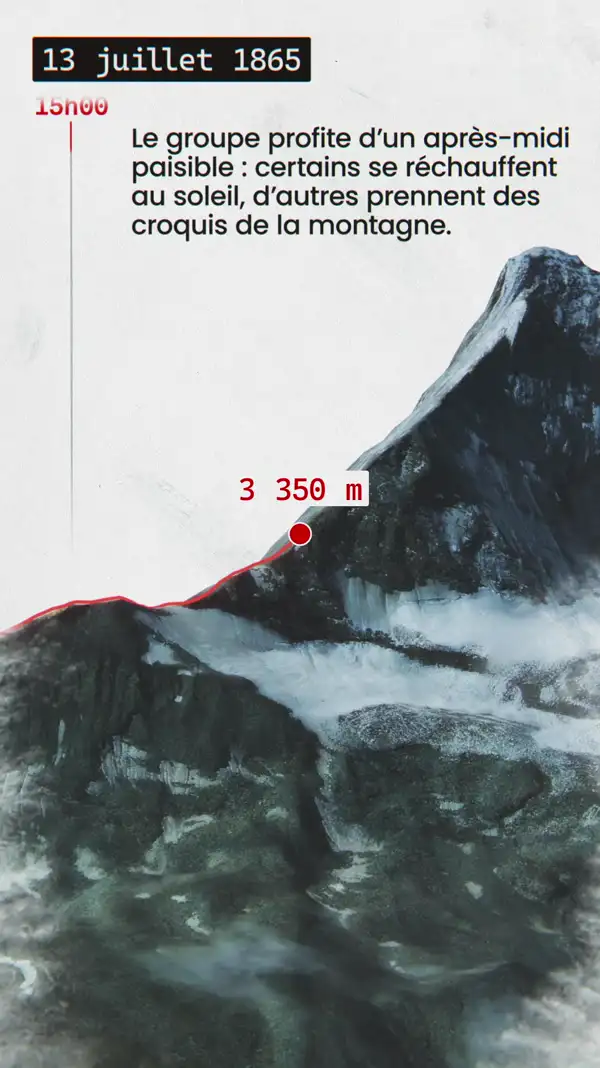 13 juillet 1865
15h00
Le groupe profite d’un après-midi
paisible : certains se réchauffent
au soleil, d’autres prennent des
croquis de la montagne.
3 350 m